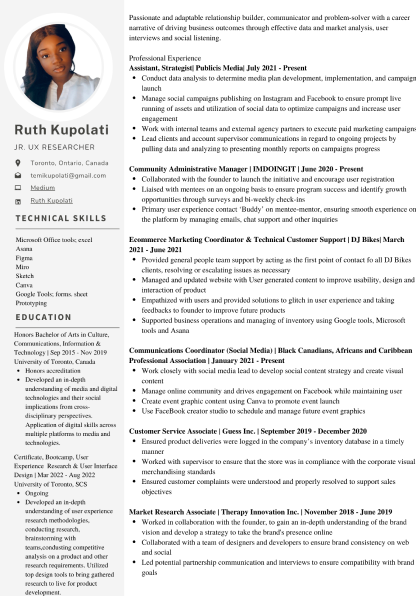 Ruth Kupolati
JR. UX RESEARCHER
Toronto, Ontario, Canada
temikupolati@gmail.com
Medium
Ruth Kupolati
TECHNICAL SKILLS
Microsoft Office tools; excel
Asana
Figma
Miro
Sketch
Canva
Google Tools; forms. sheet
Prototyping
EDUCATION
Honors Bachelor of Arts in Culture,
Communications, Information &
Technology | Sep 2015 - Nov 2019
University of Toronto, Canada
Honors accreditation
Developed an in-depth
understanding of media and digital
technologies and their social
implications from cross-
disciplinary perspectives.
Application of digital skills across
multiple platforms to media and
technologies.
Certificate, Bootcamp, User
Experience Research & User Interface
Design | Mar 2022 - Aug 2022
University of Toronto, SCS
Ongoing
Developed an in-depth
understanding of user experience
research methodologies,
conducting research,
brainstorming with
teams,condusting competitive
analysis on a product and other
research requirements. Utilized
top design tools to bring gathered
research to live for product
development.
Passionate and adaptable relationship builder, communicator and problem-solver with a career
narrative of driving business outcomes through effective data and market analysis, user
interviews and social listening.
Professional Experience
Assistant, Strategist| Publicis Media| July 2021 - Present
Conduct data analysis to determine media plan development, implementation, and campaign
launch
Manage social campaigns publishing on Instagram and Facebook to ensure prompt live
running of assets and utilization of social data to optimize campaigns and increase user
engagement
Work with internal teams and external agency partners to execute paid marketing campaigns
Lead clients and account supervisor communications in regard to ongoing projects by
pulling data and analyzing to presenting monthly reports on campaigns progress
Community Administrative Manager | IMDOINGIT | June 2020 - Present
Collaborated with the founder to launch the initiative and encourage user registration
Liaised with mentees on an ongoing basis to ensure program success and identify growth
opportunities through surveys and bi-weekly check-ins
Primary user experience contact ‘Buddy’ on mentee-mentor, ensuring smooth experience on
the platform by managing emails, chat support and other inquiries
Ecommerce Marketing Coordinator & Technical Customer Support | DJ Bikes| March
2021 - June 2021
Provided general people team support by acting as the first point of contact fo all DJ Bikes
clients, resolving or escalating issues as necessary
Managed and updated website with User generated content to improve usability, design and
interaction of product
Empathized with users and provided solutions to glitch in user experience and taking
feedbacks to founder to improve future products
Supported business operations and managing of inventory using Google tools, Microsoft
tools and Asana
Communications Coordinator (Social Media) | Black Canadians, Africans and Caribbean
Professional Association | January 2021 - Present
Work closely with social media lead to develop social content strategy and create visual
content
Manage online community and drives engagement on Facebook while maintaining user
Create event graphic content using Canva to promote event launch
Use FaceBook creator studio to schedule and manage future event graphics
Customer Service Associate | Guess Inc. | September 2019 - December 2020
Ensured product deliveries were logged in the company’s inventory database in a timely
manner
Worked with supervisor to ensure that the store was in compliance with the corporate visual
merchandising standards
Ensured customer complaints were understood and properly resolved to support sales
objectives
Market Research Associate | Therapy Innovation Inc. | November 2018 - June 2019
Worked in collaboration with the founder, to gain an in-depth understanding of the brand
vision and develop a strategy to take the brand's presence online
Collaborated with a team of designers and developers to ensure brand consistency on web
and social
Led potential partnership communication and interviews to ensure compatibility with brand
goals